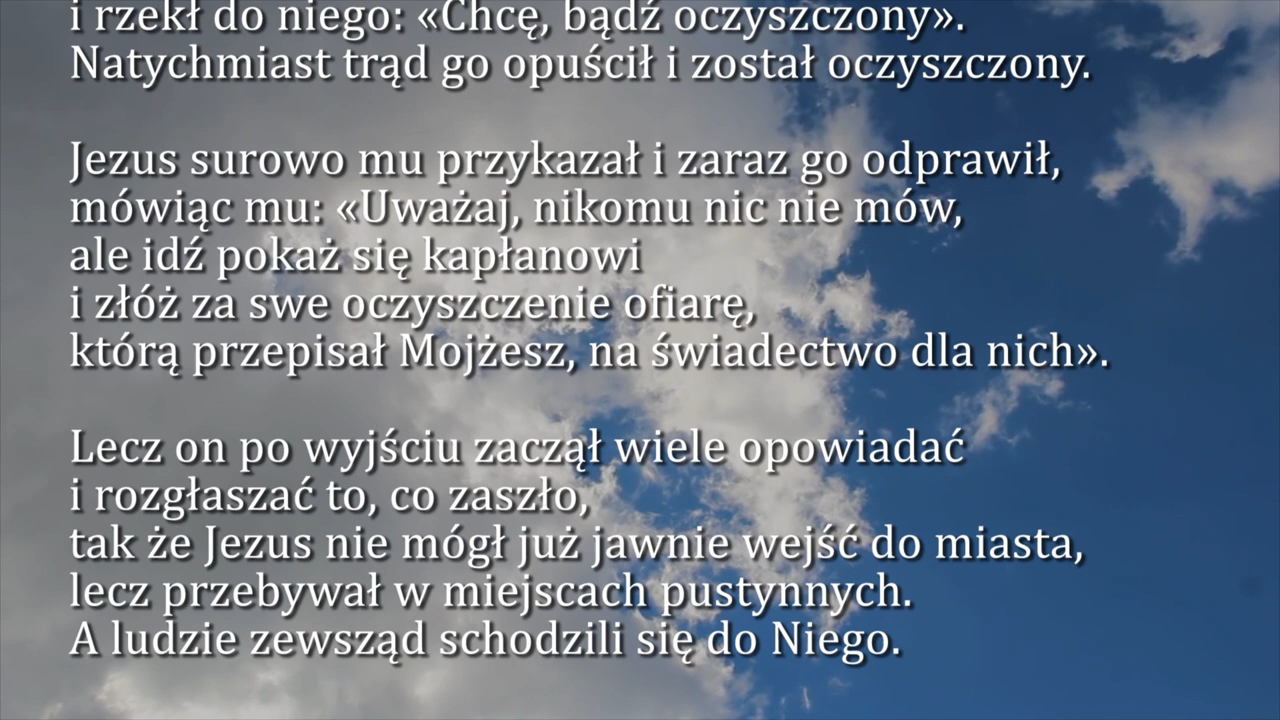 i rzekł do niego: «Chcę, bądź oczyszczony».
Natychmiast trąd go opuścił i został oczyszczony.
Jezus surowo mu przykazał i zaraz go odprawił,
mówiąc mu: «Uważaj, nikomu nic nie mów,
ale idź pokaż się kapłanowi
i złóż za swe oczyszczenie ofiarę,
którą przepisał Mojżesz, na świadectwo dla nich».
Lecz on po wyjściu zaczął wiele opowiadać
i rozgłaszać to, co zaszło,
tak że Jezus nie mógł już jawnie wejść do miasta,
lecz przebywał w miejscach pustynnych.
A ludzie zewsząd schodzili się do Niego.